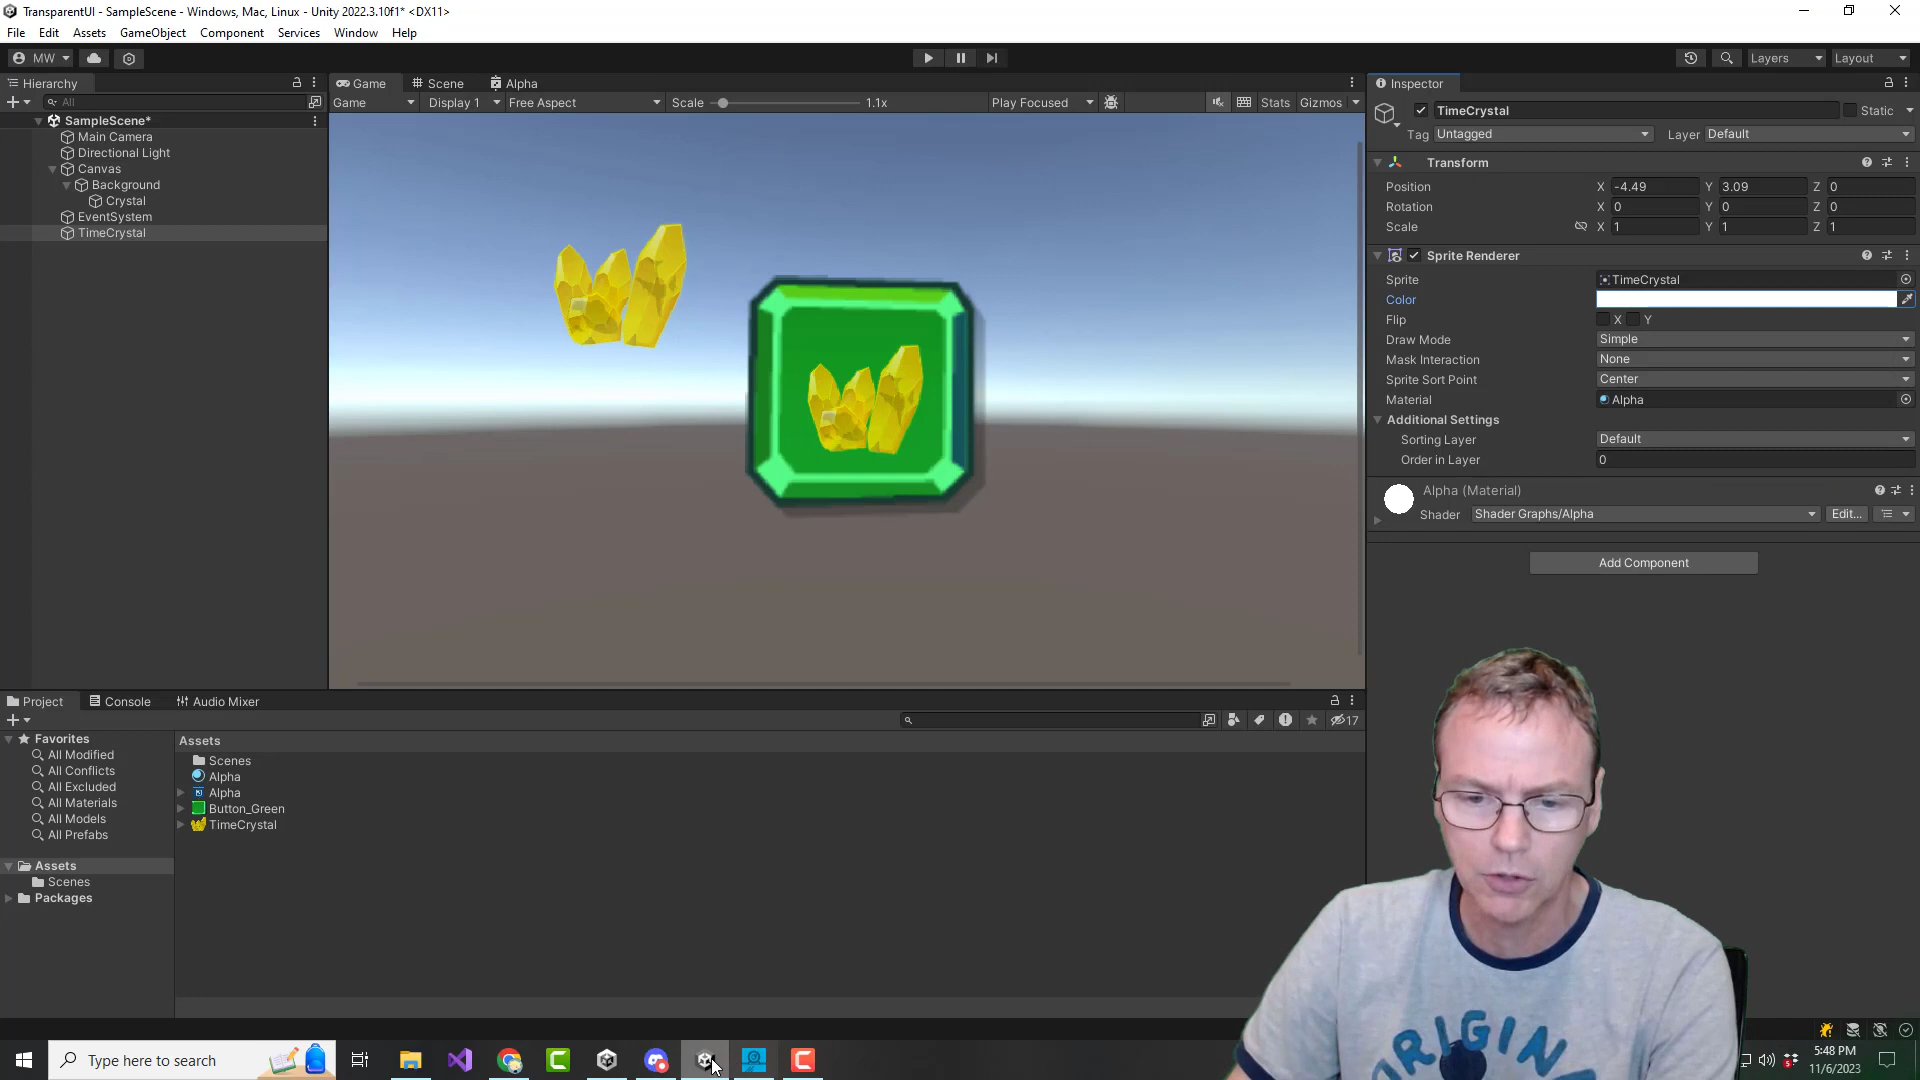 TransparentUI - SampleScene - Windows, Mac, Linux - Unity 2022.3.10f1* <DX11>
File Edit Assets GameObject Component Services Window Help
MW Layers Layout
Hierarchy
All
SampleScene*
Main Camera
Directional Light
Canvas
Background
Crystal
EventSystem
TimeCrystal
Game Scene Alpha
Game Display 1 Free Aspect Scale 1.1x Play Focused Stats Gizmos
Inspector
TimeCrystal Static
Tag Untagged Layer Default
Transform
Position X -4.49 Y 3.09 Z 0
Rotation X 0 Y 0 Z 0
Scale X 1 Y 1 Z 1
Sprite Renderer
Sprite TimeCrystal
Color
Flip X Y
Draw Mode Simple
Mask Interaction None
Sprite Sort Point Center
Material Alpha
Additional Settings
Sorting Layer Default
Order in Layer 0
Alpha (Material)
Shader Shader Graphs/Alpha Edit...
Add Component
Project Console Audio Mixer
17
Favorites
All Modified
All Conflicts
All Excluded
All Materials
All Models
All Prefabs
Assets
Scenes
Packages
Assets
Scenes
Alpha
Alpha
Button_Green
TimeCrystal
ORIGINS
Type here to search
5:48 PM
11/6/2023